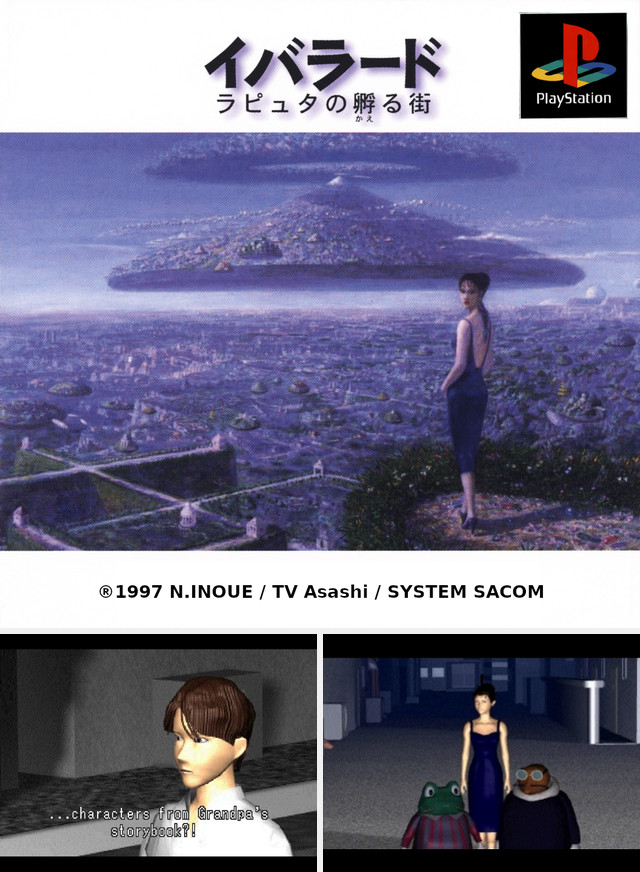 イバラード
ラピュタの孵る街
かえ
PlayStation
®1997 N.INOUE / TV Asashi / SYSTEM SACOM
...characters from Grandpa's
storybook?!